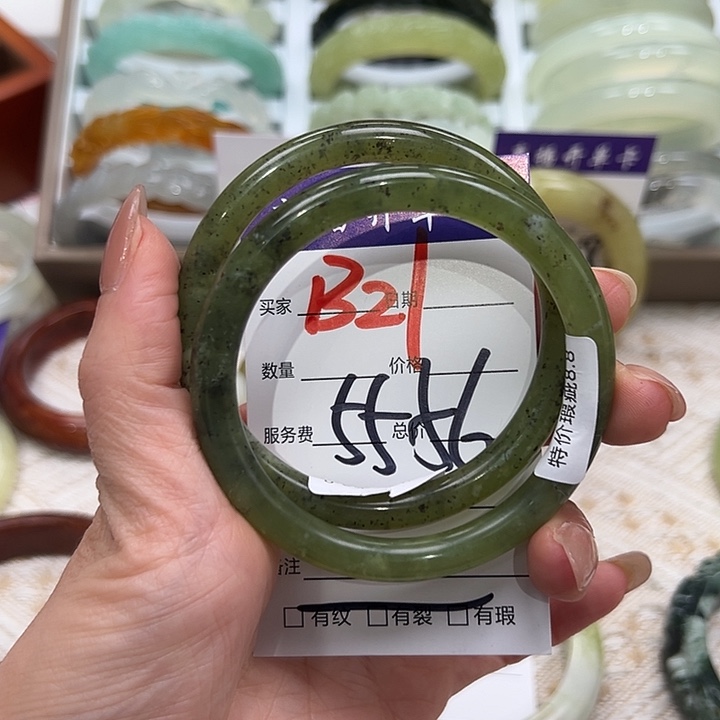 买家 B21 日期
数量 价格
服务费 5556 总价
特价瑕疵8.8
注
□有纹 □有裂 □有瑕